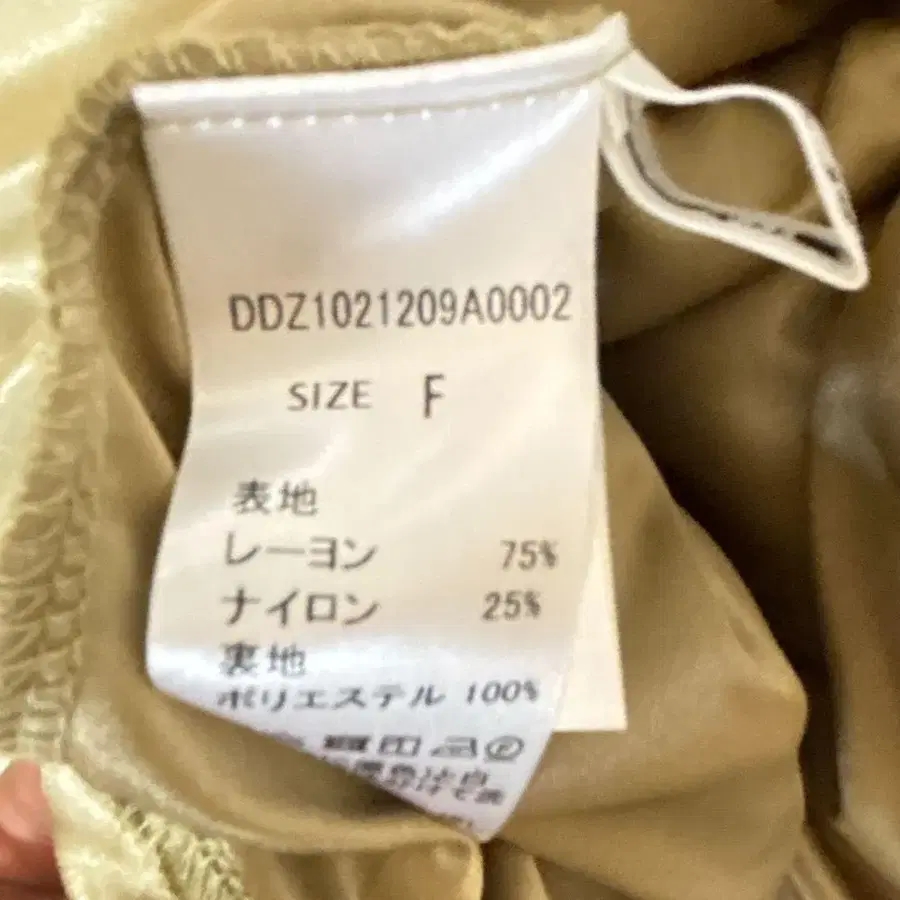 DDZ1021209A0002
SIZE F
表地
レーヨン 75%
ナイロン 25%
裏地
ポリエステル 100%